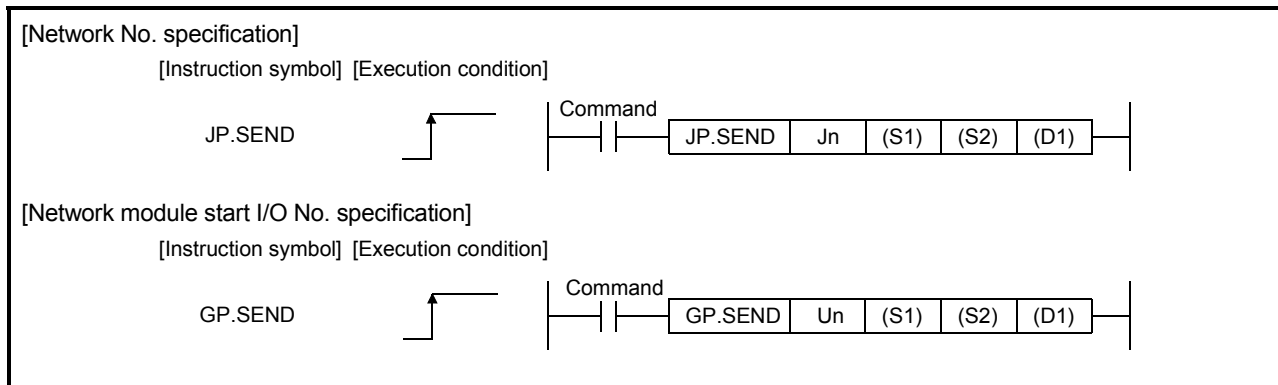 [Network No. specification]
[Instruction symbol] [Execution condition]
Command
JP.SEND JP.SEND Jn (S1) (S2) (D1)
[Network module start I/O No. specification]
[Instruction symbol] [Execution condition]
Command
GP.SEND GP.SEND Un (S1) (S2) (D1)